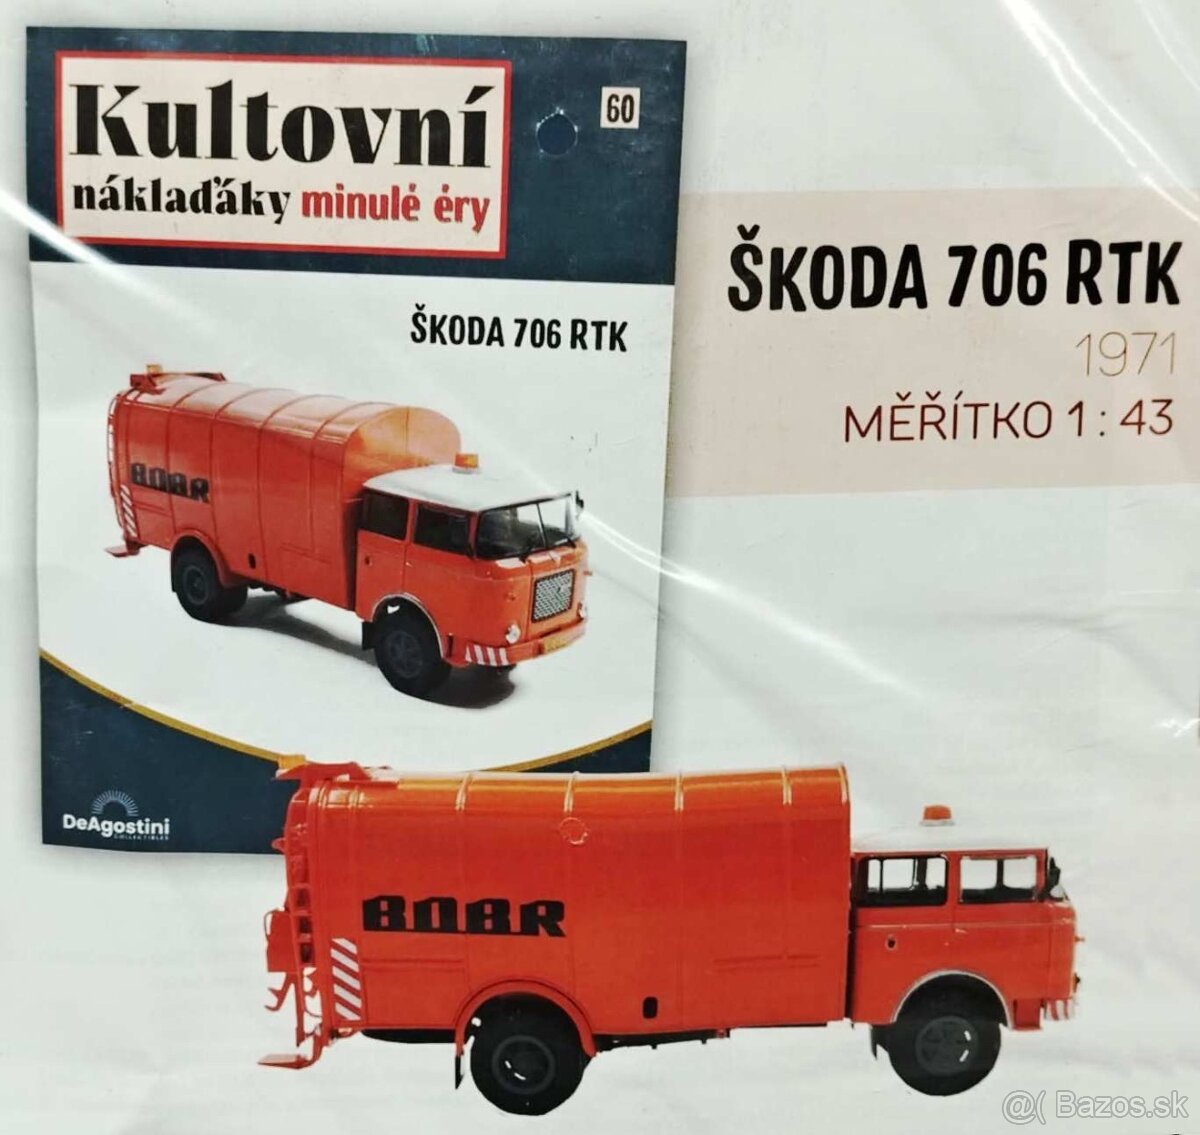 Kultovní
náklaďáky minulé éry
60
ŠKODA 706 RTK
BOBR
DeAgostini
COLLECTIBLES
ŠKODA 706 RTK
1971
MĚŘÍTKO 1 : 43
BOBR
@( Bazos.sk